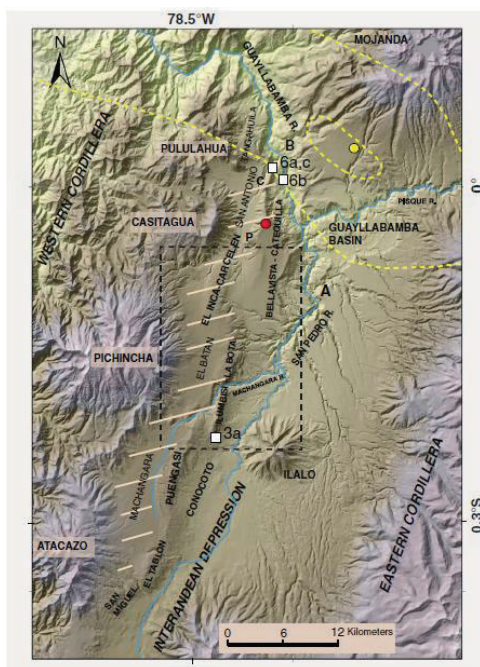 78.5°W
N
MOJANDA
GUAYLLABAMBA R.
TANGAHUILA
PULULAHUA
B
6a,c
C
6b
WESTERN CORDILLERA
0°
PISQUE R.
SAN ANTONIO
CASITAGUA
P
GUAYLLABAMBA
BASIN
BELLAVISTA - CATEQUILLA
EL INCA-CARCELEN
A
SAN PEDRO R.
PICHINCHA
EL BATAN
LA BOTA
MACHANGARA R.
ILUMBISI
3a
ILALO
PUENGASI
MACHANGARA
CONOCOTO
EASTERN CORDILLERA
0.3°S
ATACAZO
INTERANDEAN DEPRESSION
EL TABLON
SAN
MIGUEL
0 6 12 Kilometers